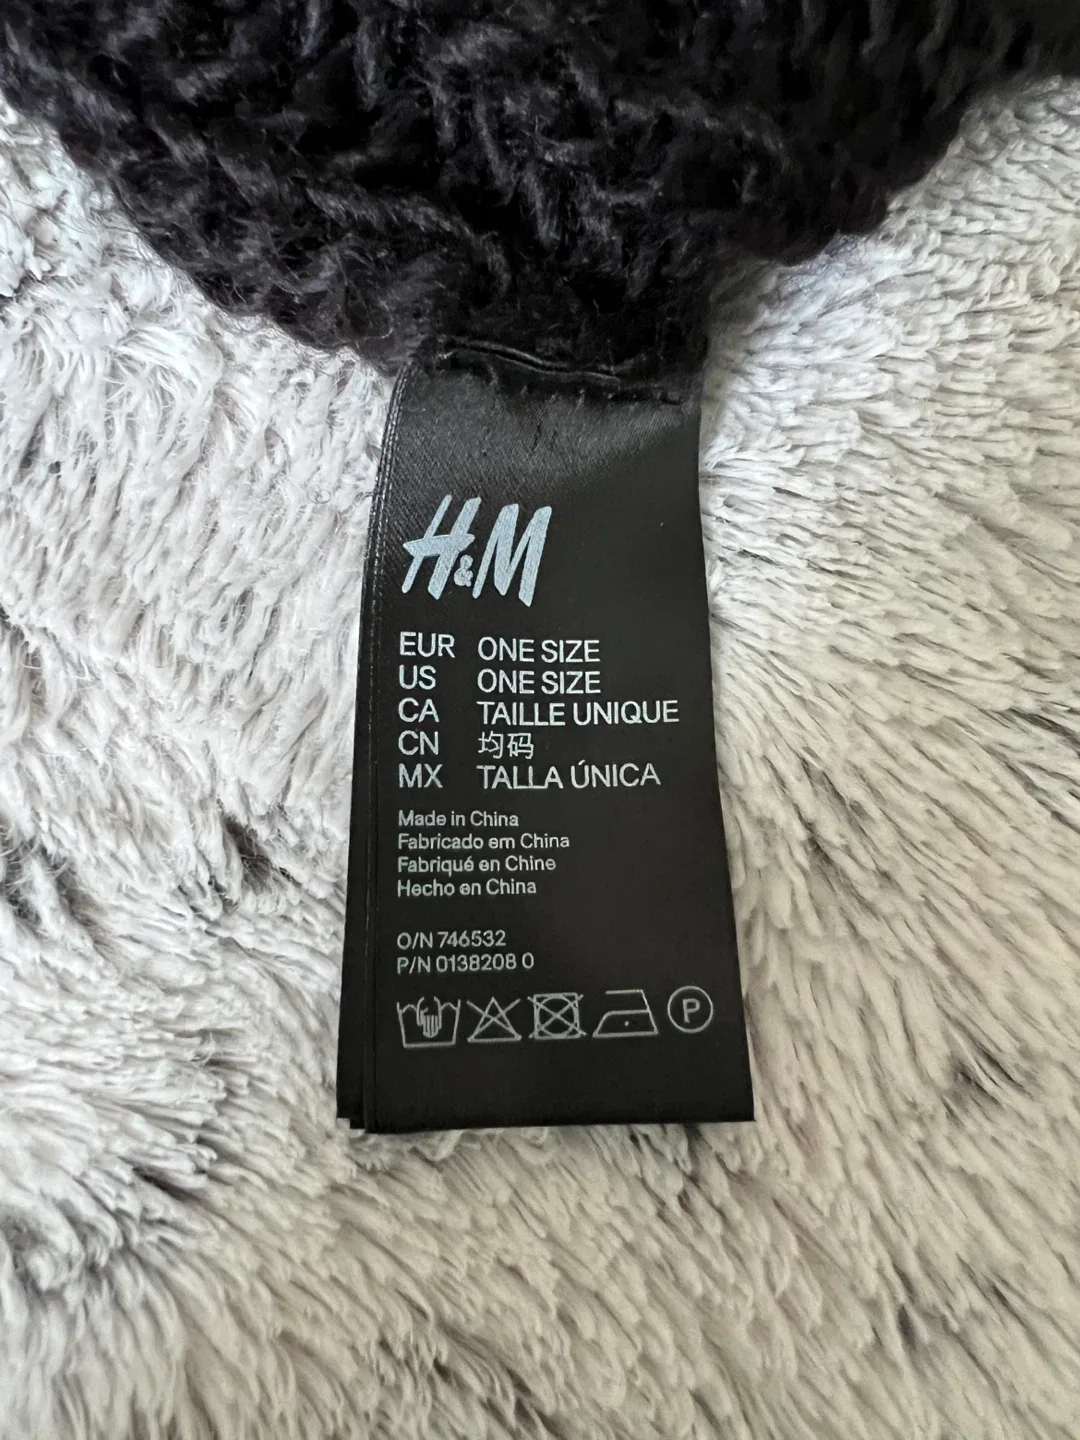 H&M
EUR ONE SIZE
US ONE SIZE
CA TAILLE UNIQUE
CN 均码
MX TALLA ÚNICA
Made in China
Fabricado em China
Fabriqué en Chine
Hecho en China
O/N 746532
P/N 0138208 0
P